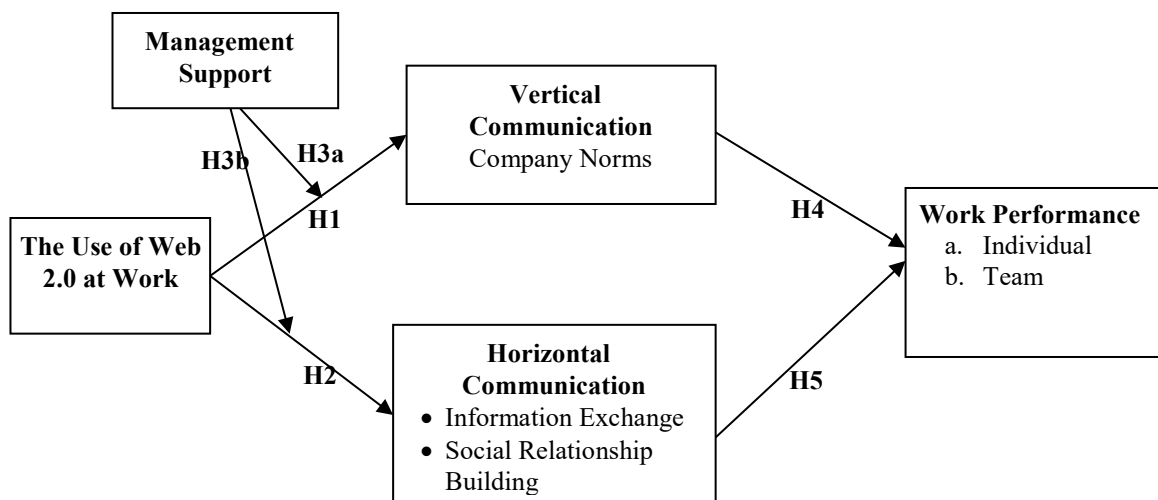 Management
Support
Vertical
Communication
Company Norms
H3b
H3a
H1
H4
The Use of Web
2.0 at Work
Work Performance
a. Individual
b. Team
H2
Horizontal
Communication
• Information Exchange
• Social Relationship
Building
H5